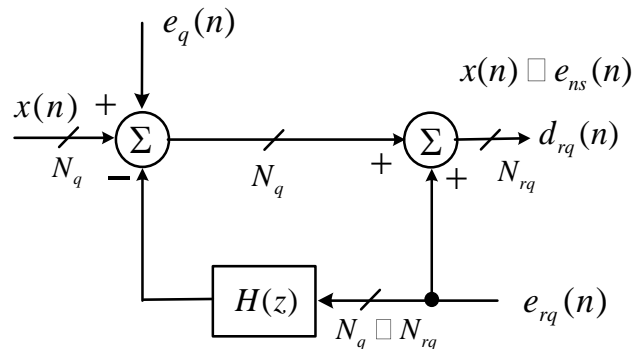 e_q(n)
x(n) □ e_ns(n)
x(n) + Σ Σ d_rq(n)
N_q − N_q + + N_rq
H(z) e_rq(n)
N_q □ N_rq